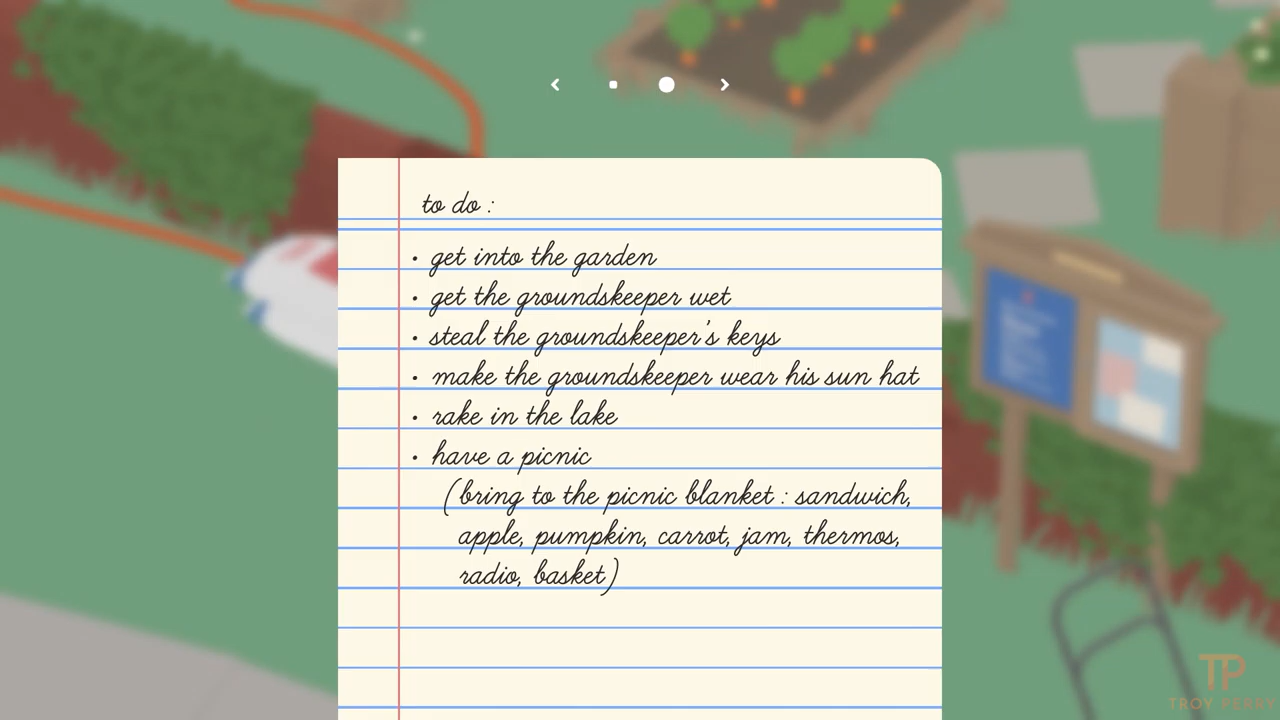 to do :
• get into the garden
• get the groundskeeper wet
• steal the groundskeeper's keys
• make the groundskeeper wear his sun hat
• rake in the lake
• have a picnic
(bring to the picnic blanket : sandwich,
apple, pumpkin, carrot, jam, thermos,
radio, basket)
TP
TROY PERRY